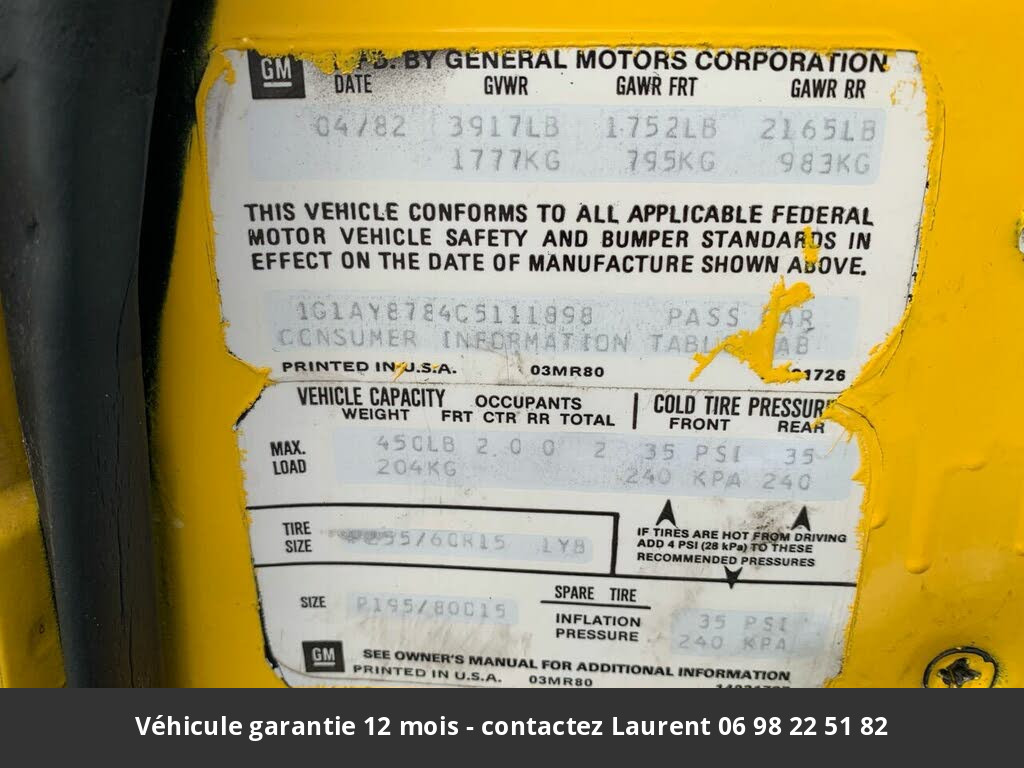 GM BY GENERAL MOTORS CORPORATION
DATE GVWR GAWR FRT GAWR RR
04/82 3917LB 1752LB 2165LB
1777KG 795KG 983KG
THIS VEHICLE CONFORMS TO ALL APPLICABLE FEDERAL
MOTOR VEHICLE SAFETY AND BUMPER STANDARDS IN
EFFECT ON THE DATE OF MANUFACTURE SHOWN ABOVE.
1G1AY8784C5111898 PASS CAR
CONSUMER INFORMATION
PRINTED IN U.S.A. 03MR80
VEHICLE CAPACITY OCCUPANTS COLD TIRE PRESSURE
WEIGHT FRT CTR RR TOTAL FRONT REAR
MAX. 450LB 2 0 0 2 35 PSI 35
LOAD 204KG 240 KPA 240
TIRE
SIZE P255/60R15 1YB
IF TIRES ARE HOT FROM DRIVING
ADD 4 PSI (28 kPa) TO THESE
RECOMMENDED PRESSURES
SIZE P195/80D15
SPARE TIRE
INFLATION 35 PSI
PRESSURE 240 KPA
GM SEE OWNER'S MANUAL FOR ADDITIONAL INFORMATION
PRINTED IN U.S.A. 03MR80
Véhicule garantie 12 mois - contactez Laurent 06 98 22 51 82